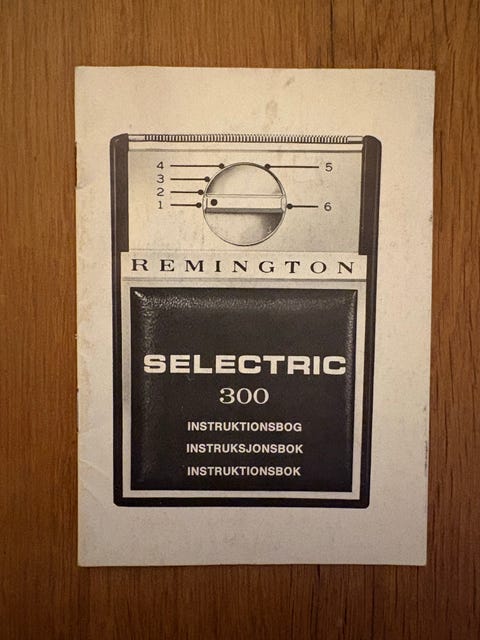 4 5
3
2
1 6
REMINGTON
SELECTRIC
300
INSTRUKTIONSBOG
INSTRUKSJONSBOK
INSTRUKTIONSBOK